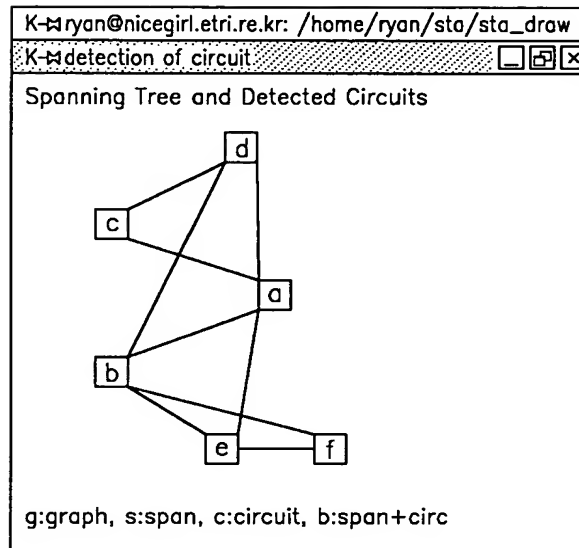 K-⋈ryan@nicegirl.etri.re.kr: /home/ryan/sta/sta_draw
K-⋈detection of circuit
Spanning Tree and Detected Circuits
d
c
a
b
e f
g:graph, s:span, c:circuit, b:span+circ